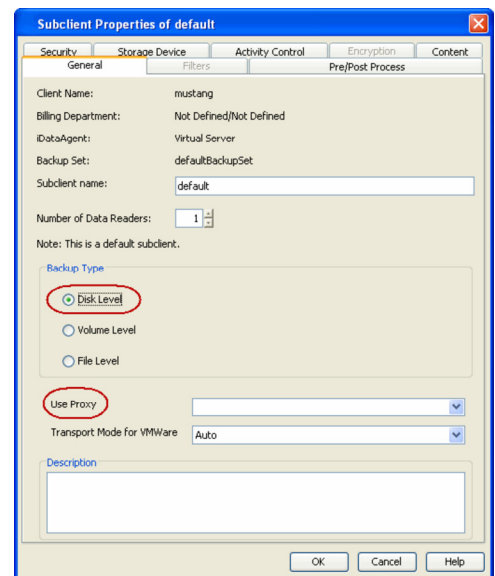 Subclient Properties of default
Security Storage Device Activity Control Encryption Content
General Filters Pre/Post Process
Client Name: mustang
Billing Department: Not Defined/Not Defined
iDataAgent: Virtual Server
Backup Set: defaultBackupSet
Subclient name: default
Number of Data Readers: 1
Note: This is a default subclient.
Backup Type
Disk Level
Volume Level
File Level
Use Proxy
Transport Mode for VMWare Auto
Description
OK Cancel Help